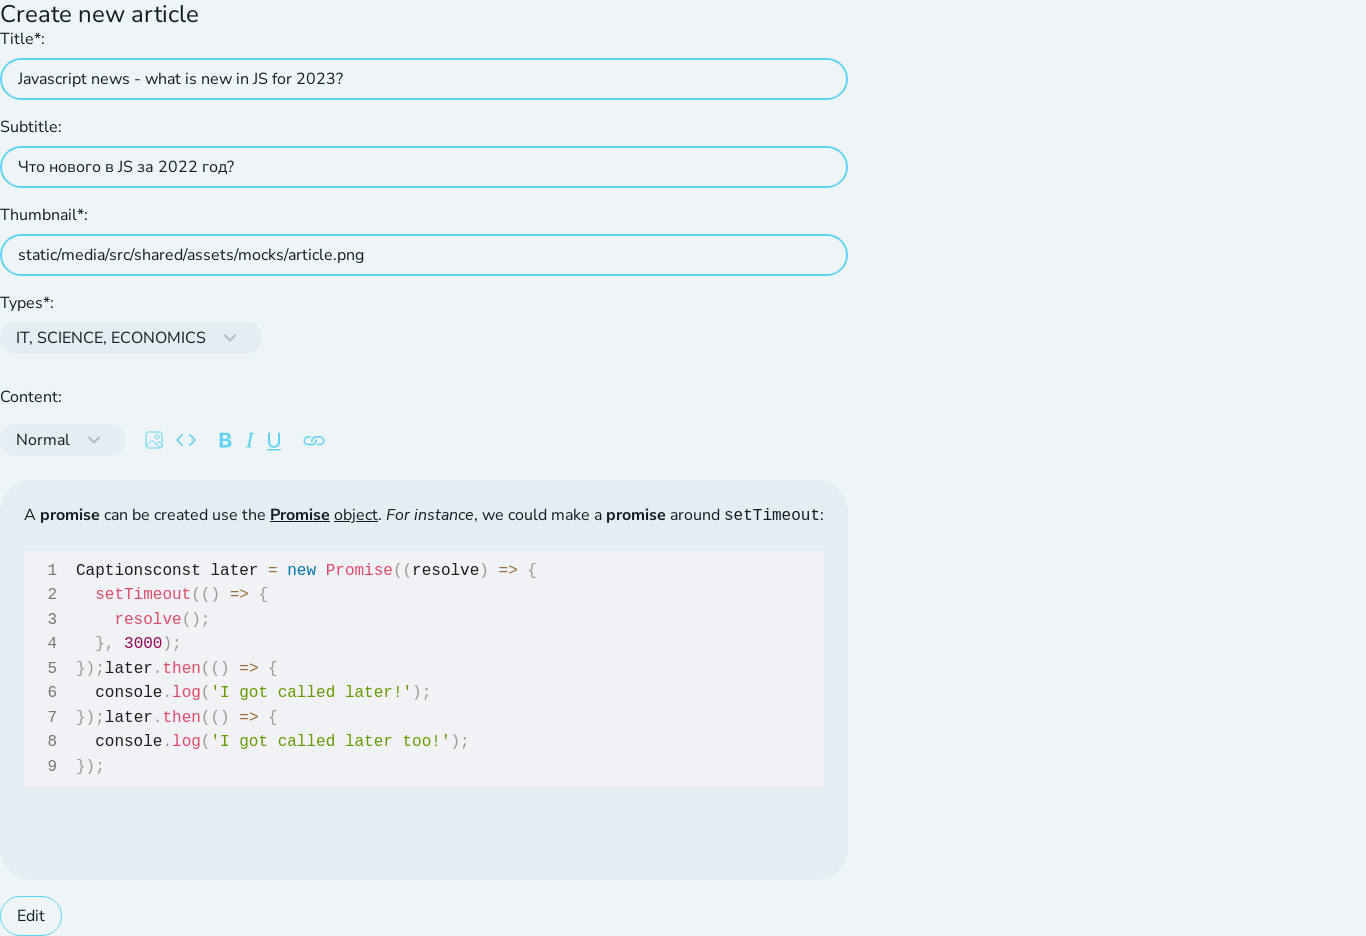 Create new article
Title*:
Javascript news - what is new in JS for 2023?
Subtitle:
Что нового в JS за 2022 год?
Thumbnail*:
static/media/src/shared/assets/mocks/article.png
Types*:
IT, SCIENCE, ECONOMICS
Content:
Normal B I U
A promise can be created use the Promise object. For instance, we could make a promise around setTimeout:
1 Captionsconst later = new Promise((resolve) => {
2   setTimeout(() => {
3     resolve();
4   }, 3000);
5 });later.then(() => {
6   console.log('I got called later!');
7 });later.then(() => {
8   console.log('I got called later too!');
9 });
Edit